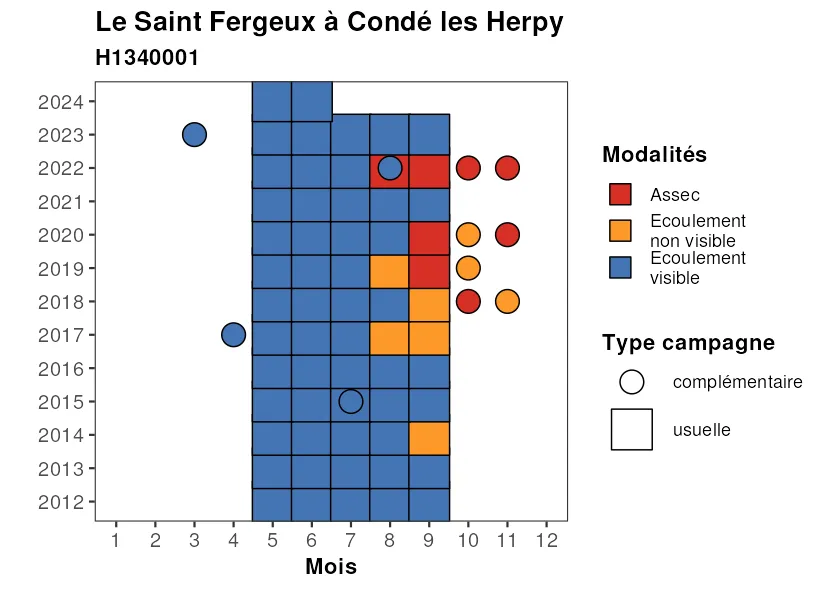 Le Saint Fergeux à Condé les Herpy
H1340001
2024
2023
2022
2021
2020
2019
2018
2017
2016
2015
2014
2013
2012
1 2 3 4 5 6 7 8 9 10 11 12
Mois
Modalités
Assec
Ecoulement
non visible
Ecoulement
visible
Type campagne
complémentaire
usuelle